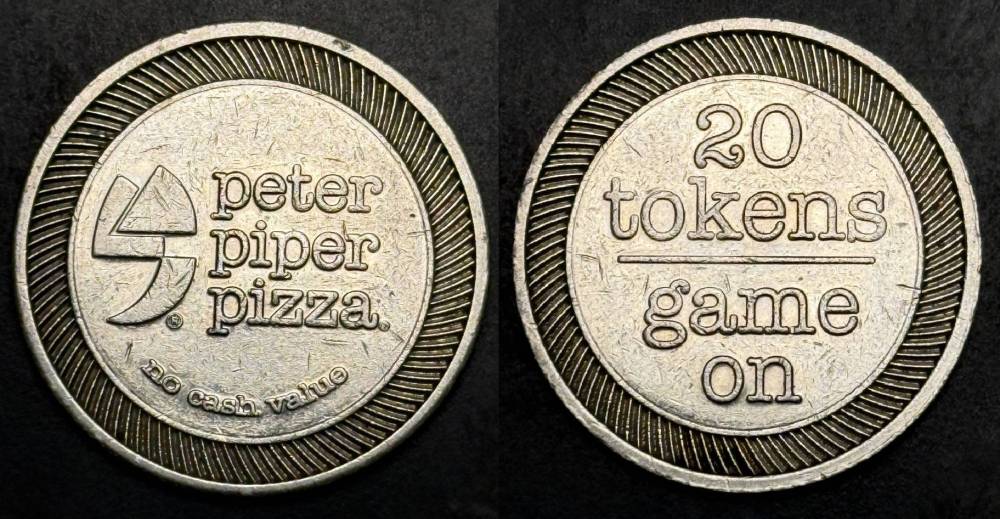 peter
piper
pizza.
®
no cash value
20
tokens
game
on